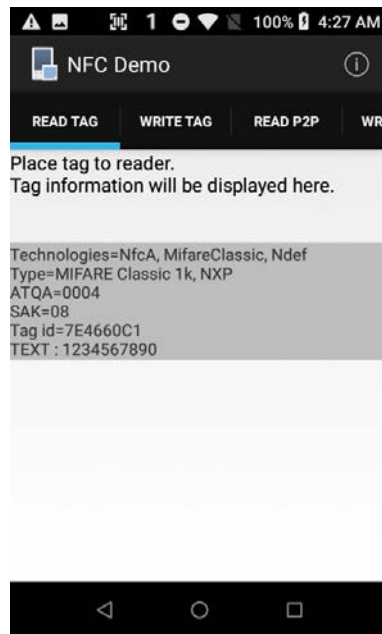 1 100% 4:27 AM
NFC Demo
READ TAG WRITE TAG READ P2P WR
Place tag to reader.
Tag information will be displayed here.
Technologies=NfcA, MifareClassic, Ndef
Type=MIFARE Classic 1k, NXP
ATQA=0004
SAK=08
Tag id=7E4660C1
TEXT : 1234567890